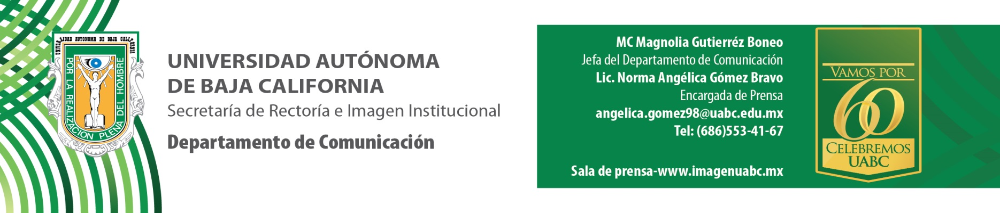 UNIVERSIDAD AUTONOMA DE BAJA CALIFORNIA
POR LA REALIZACION PLENA DEL HOMBRE
UNIVERSIDAD AUTÓNOMA
DE BAJA CALIFORNIA
Secretaría de Rectoría e Imagen Institucional
Departamento de Comunicación
MC Magnolia Gutierréz Boneo
Jefa del Departamento de Comunicación
Lic. Norma Angélica Gómez Bravo
Encargada de Prensa
angelica.gomez98@uabc.edu.mx
Tel: (686)553-41-67
Sala de prensa-www.imagenuabc.mx
VAMOS POR
60
CELEBREMOS
UABC